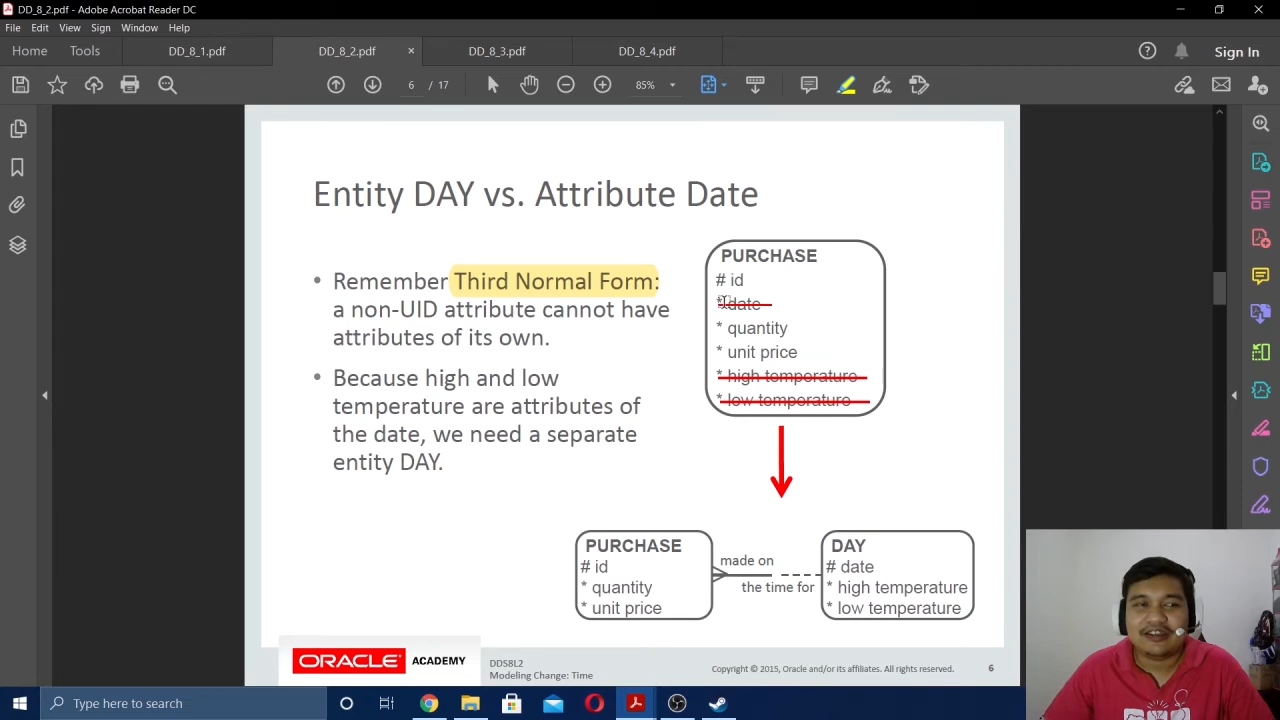 DD_8_2.pdf - Adobe Acrobat Reader DC
File Edit View Sign Window Help
Home Tools DD_8_1.pdf DD_8_2.pdf × DD_8_3.pdf DD_8_4.pdf Sign In
6 / 17 85%
Entity DAY vs. Attribute Date
• Remember Third Normal Form:
a non-UID attribute cannot have
attributes of its own.
• Because high and low
temperature are attributes of
the date, we need a separate
entity DAY.
PURCHASE
# id
* date
* quantity
* unit price
* high temperature
* low temperature
PURCHASE
# id
* quantity
* unit price
made on
the time for
DAY
# date
* high temperature
* low temperature
ORACLE ACADEMY
DDS8L2
Modeling Change: Time
Copyright © 2015, Oracle and/or its affiliates. All rights reserved.
6
Type here to search